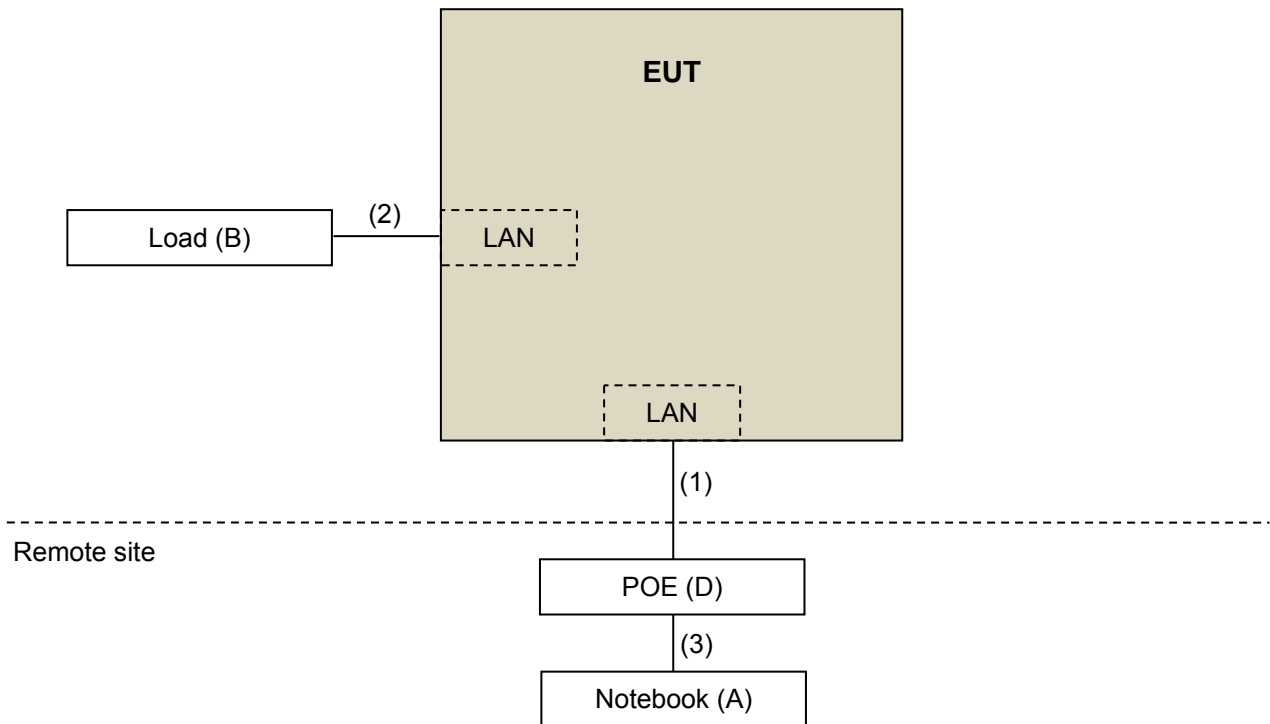 EUT
(2)
Load (B)
LAN
LAN
(1)
Remote site
POE (D)
(3)
Notebook (A)